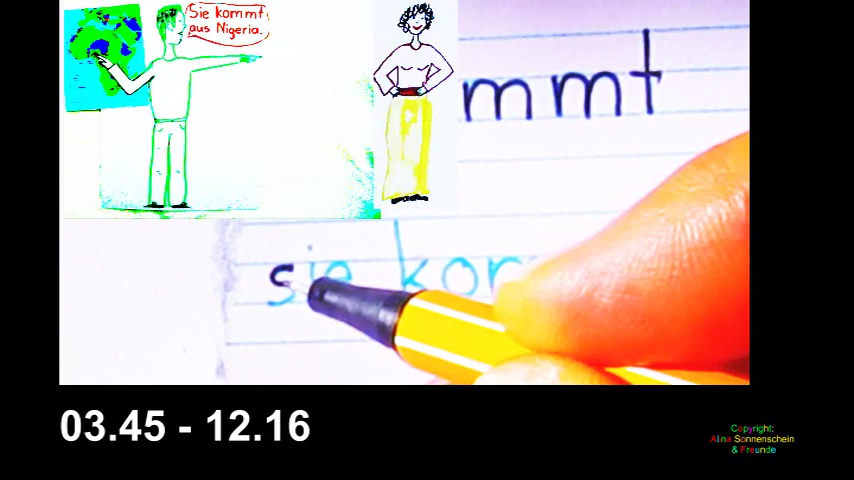 Sie kommt
aus Nigeria.
mmt
sie kom
03.45 - 12.16
Copyright:
Alina Sonnenschein
& Freunde